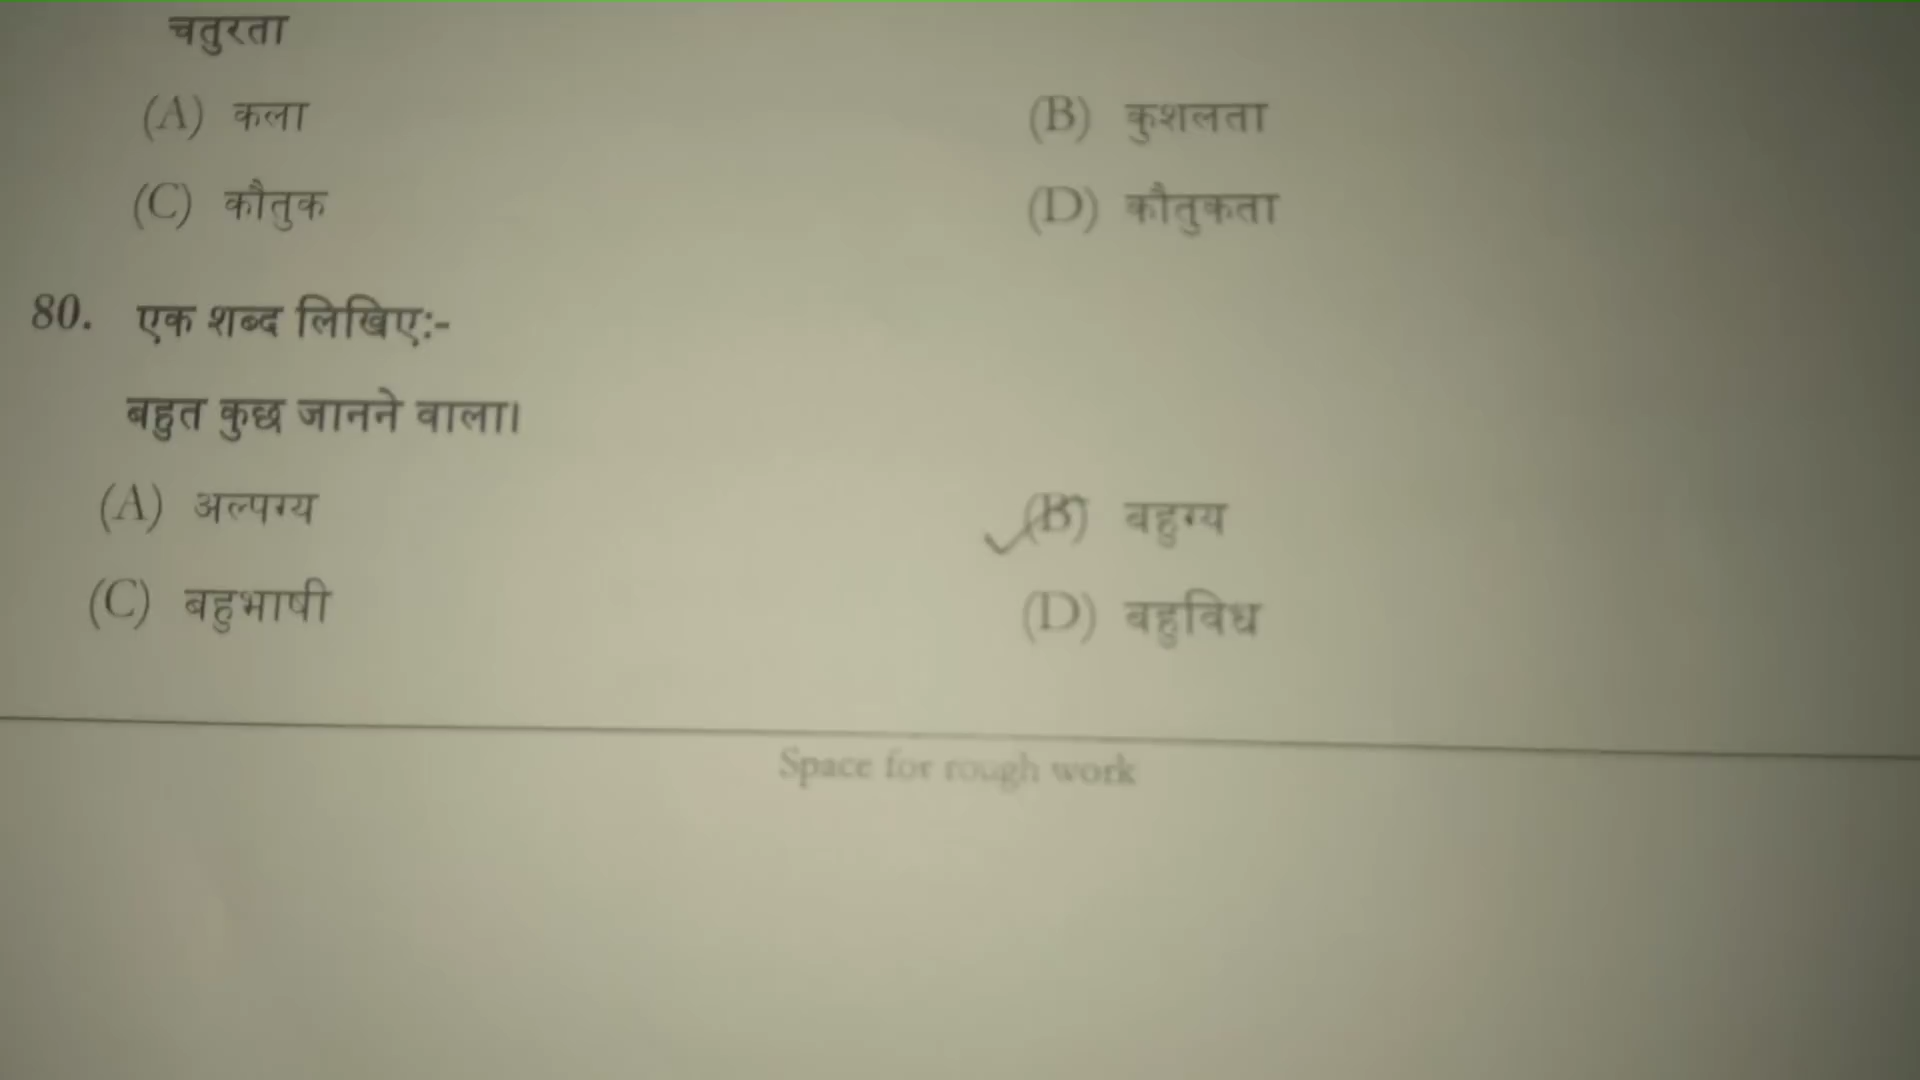 चतुरता
(A) कला (B) कुशलता
(C) कौतुक (D) कौतुकता
80. एक शब्द लिखिए:-
बहुत कुछ जानने वाला।
(A) अल्पग्य (B) बहुग्य
(C) बहुभाषी (D) बहुविध
Space for rough work